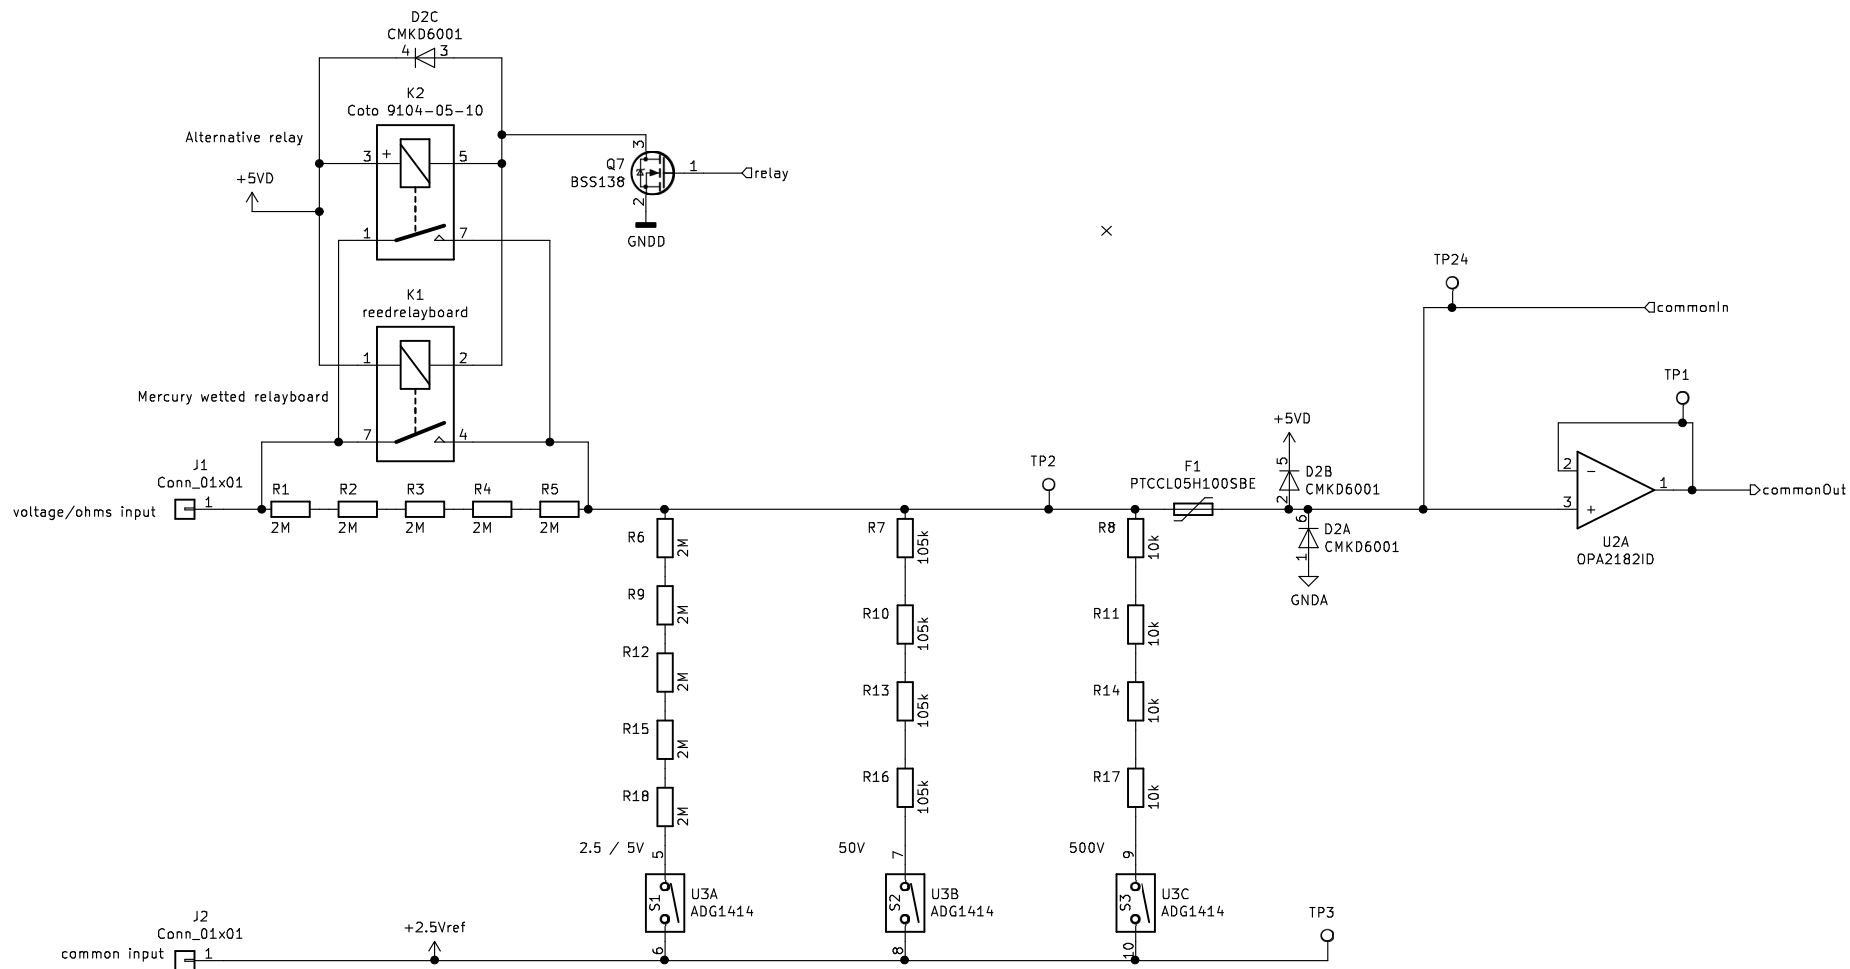 D2C
CMKD6001
4 3
K2
Coto 9104-05-10
Alternative relay
3 + 5
+5VD
1 7
3
Q7
BSS138
1
relay
2
GNDD
K1
reedrelayboard
1 2
Mercury wetted relayboard
7 4
J1
Conn_01x01
voltage/ohms input
1
R1 R2 R3 R4 R5
2M 2M 2M 2M 2M
TP24
commonIn
TP1
TP2
F1
PTCCL05H100SBE
+5VD
5
D2B
CMKD6001
2
6
D2A
CMKD6001
1
GNDA
2 -
3 +
1
commonOut
U2A
OPA2182ID
R6 2M
R9 2M
R12 2M
R15 2M
R18 2M
2.5 / 5V
5
S1
U3A
ADG1414
6
R7 105k
R10 105k
R13 105k
R16 105k
50V
7
S2
U3B
ADG1414
8
R8 10k
R11 10k
R14 10k
R17 10k
500V
9
S3
U3C
ADG1414
10
J2
Conn_01x01
common input
1
+2.5Vref
TP3